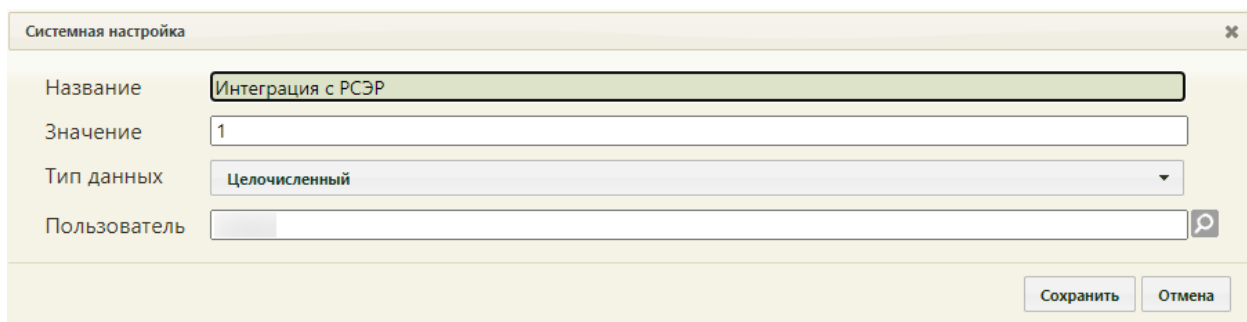 Системная настройка
Название Интеграция с РСЭР
Значение 1
Тип данных Целочисленный
Пользователь
Сохранить Отмена